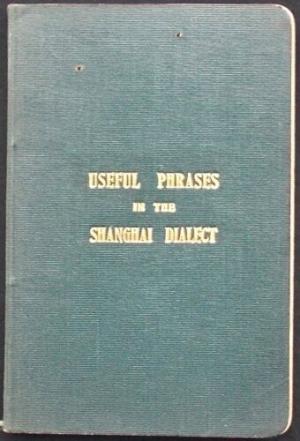 USEFUL PHRASES
IN THE
SHANGHAI DIALECT